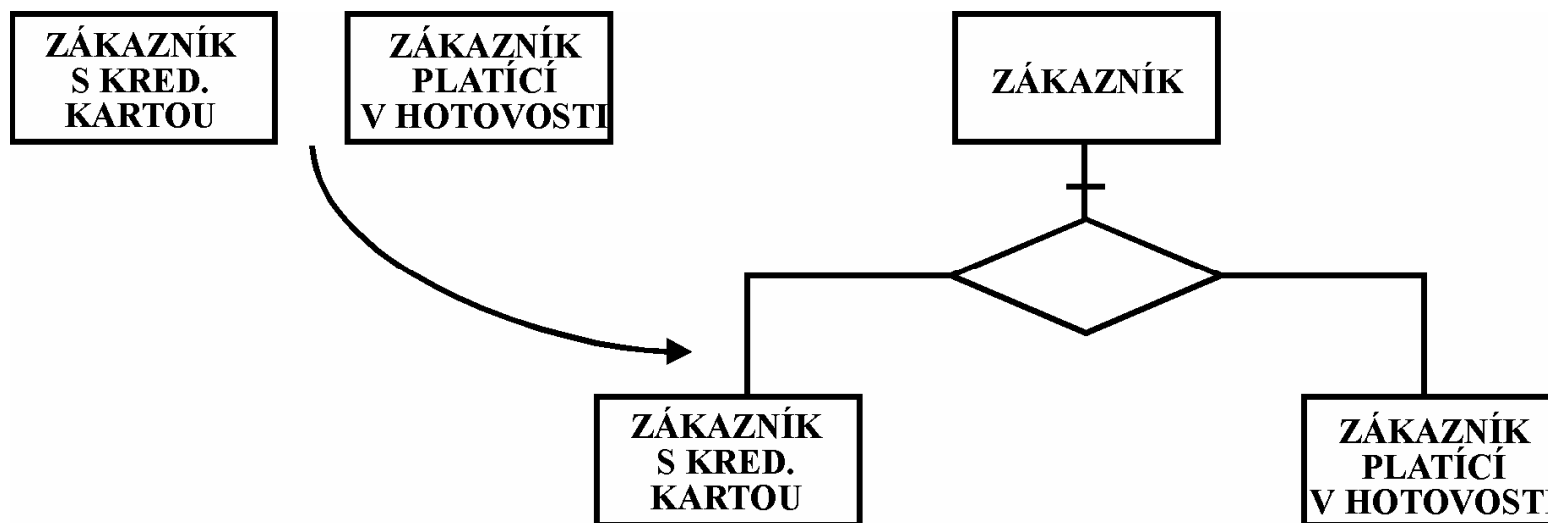 ZÁKAZNÍK
S KRED.
KARTOU
ZÁKAZNÍK
PLATÍCÍ
V HOTOVOSTI
ZÁKAZNÍK
ZÁKAZNÍK
S KRED.
KARTOU
ZÁKAZNÍK
PLATÍCÍ
V HOTOVOSTI